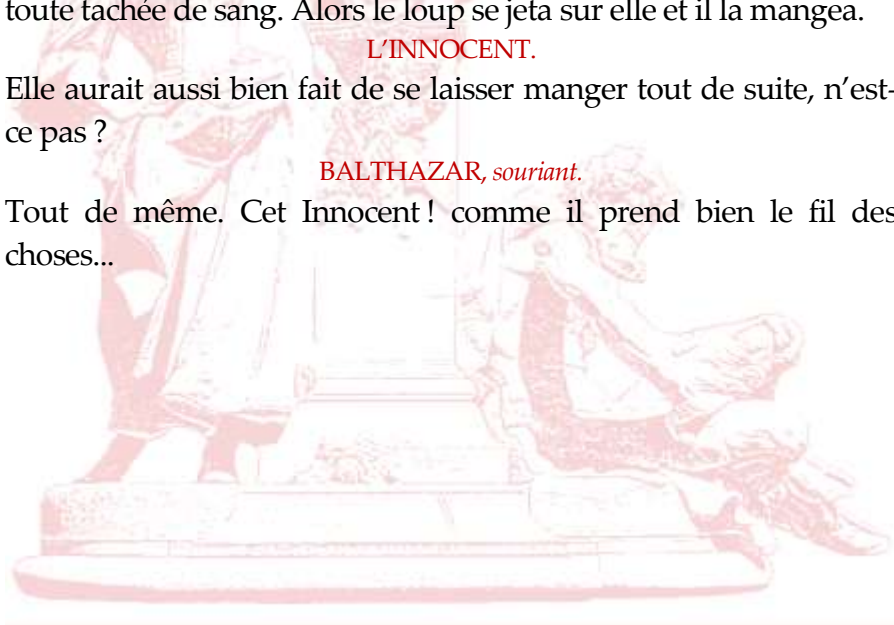 toute tachée de sang. Alors le loup se jeta sur elle et il la mangea.
L’INNOCENT.
Elle aurait aussi bien fait de se laisser manger tout de suite, n’est-
ce pas ?
BALTHAZAR, souriant.
Tout de même. Cet Innocent ! comme il prend bien le fil des
choses...